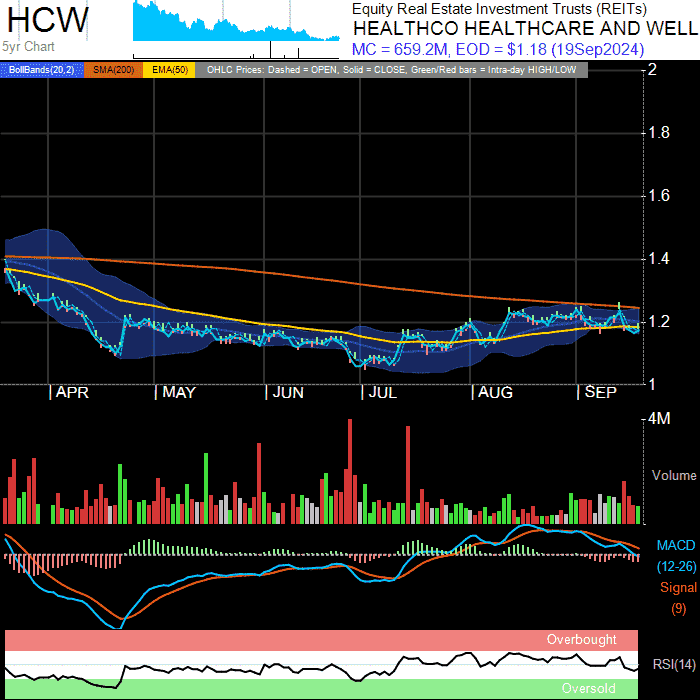 HCW
5yr Chart
Equity Real Estate Investment Trusts (REITs)
HEALTHCO HEALTHCARE AND WELL
MC = 659.2M, EOD = $1.18 (19Sep2024)
BollBands(20,2) SMA(200) EMA(50) OHLC Prices: Dashed = OPEN, Solid = CLOSE, Green/Red bars = Intra-day HIGH/LOW
2
1.8
1.6
1.4
1.2
1
APR MAY JUN JUL AUG SEP
4M
Volume
MACD
(12-26)
Signal
(9)
Overbought
RSI(14)
Oversold